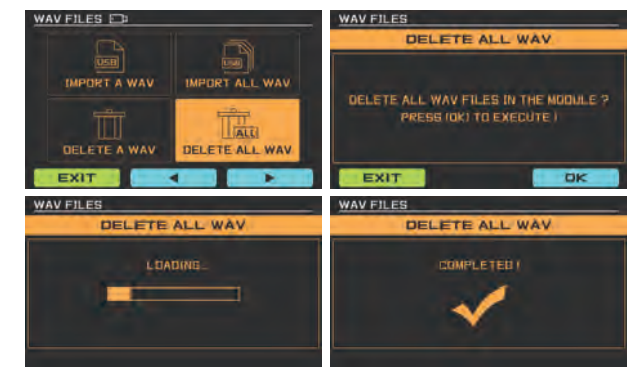 WAV FILES
USB
USB
IMPORT A WAV
IMPORT ALL WAV
ALL
DELETE A WAV
DELETE ALL WAV
EXIT
WAV FILES
DELETE ALL WAV
DELETE ALL WAV FILES IN THE MODULE ?
PRESS [OK] TO EXECUTE !
EXIT
OK
WAV FILES
DELETE ALL WAV
LOADING...
WAV FILES
DELETE ALL WAV
COMPLETED !